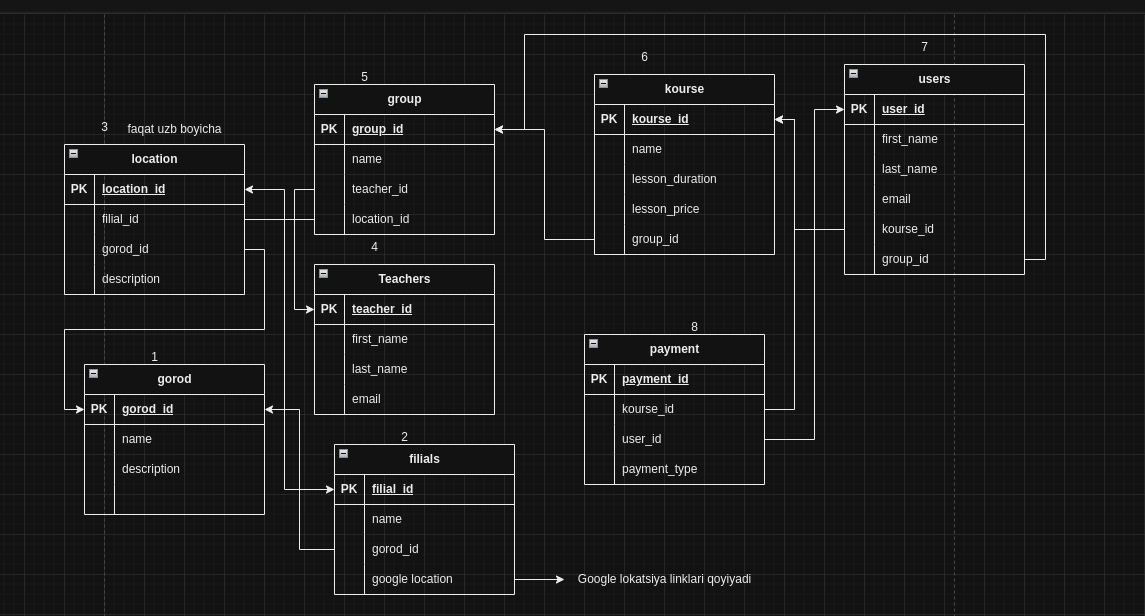 3
faqat uzb boyicha
location
PK location_id
filial_id
gorod_id
description
5
group
PK group_id
name
teacher_id
location_id
6
kourse
PK kourse_id
name
lesson_duration
lesson_price
group_id
7
users
PK user_id
first_name
last_name
email
kourse_id
group_id
4
Teachers
PK teacher_id
first_name
last_name
email
1
gorod
PK gorod_id
name
description
2
filials
PK filial_id
name
gorod_id
google location
Google lokatsiya linklari qoyiyadi
8
payment
PK payment_id
kourse_id
user_id
payment_type